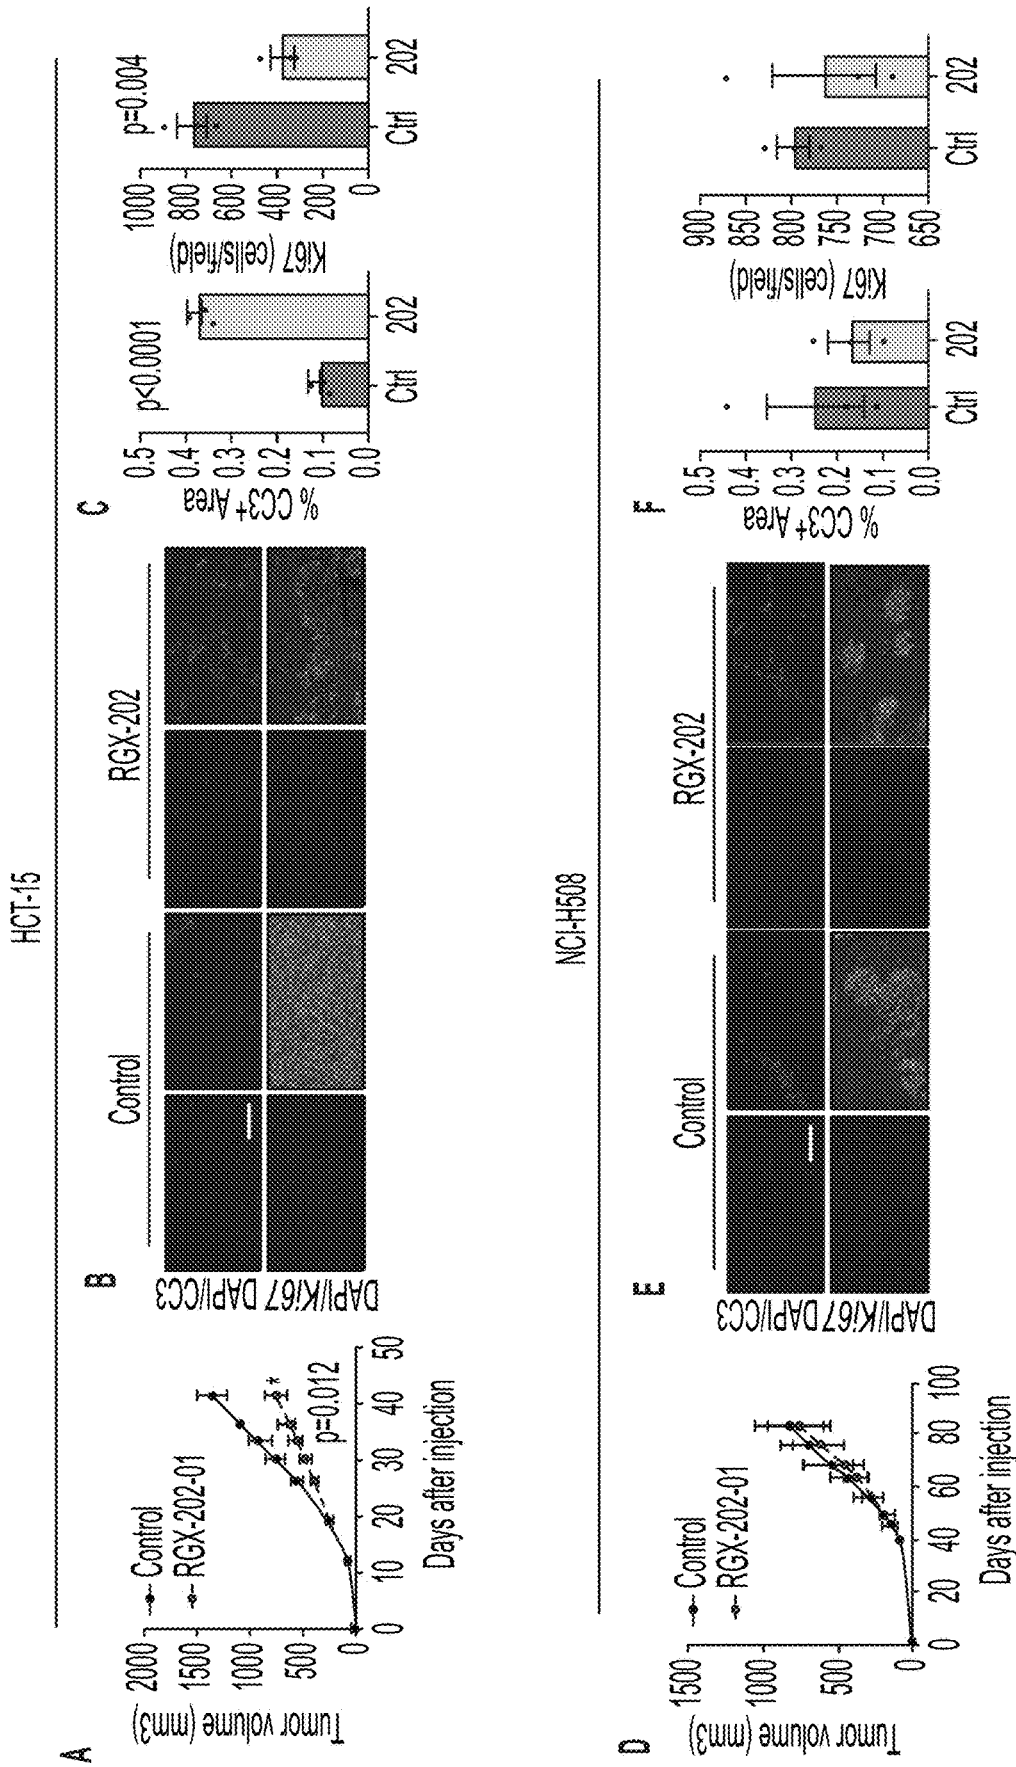 HCT-15
A
Tumor volume (mm3)
2000
1500
1000
500
0
Control
RGX-202-01
*
p=0.012
0
10
20
30
40
50
Days after injection
B
Control
RGX-202
DAPI/CC3
DAPI/Ki67
C
p<0.0001
% CC3+ Area
0.5
0.4
0.3
0.2
0.1
0.0
Ctrl
202
p=0.004
Ki67 (cells/field)
1000
800
600
400
200
0
Ctrl
202
NCI-H508
D
Tumor volume (mm3)
1500
1000
500
0
Control
RGX-202-01
0
20
40
60
80
100
Days after injection
E
Control
RGX-202
DAPI/CC3
DAPI/Ki67
F
% CC3+ Area
0.5
0.4
0.3
0.2
0.1
0.0
Ctrl
202
Ki67 (cells/field)
900
850
800
750
700
650
Ctrl
202